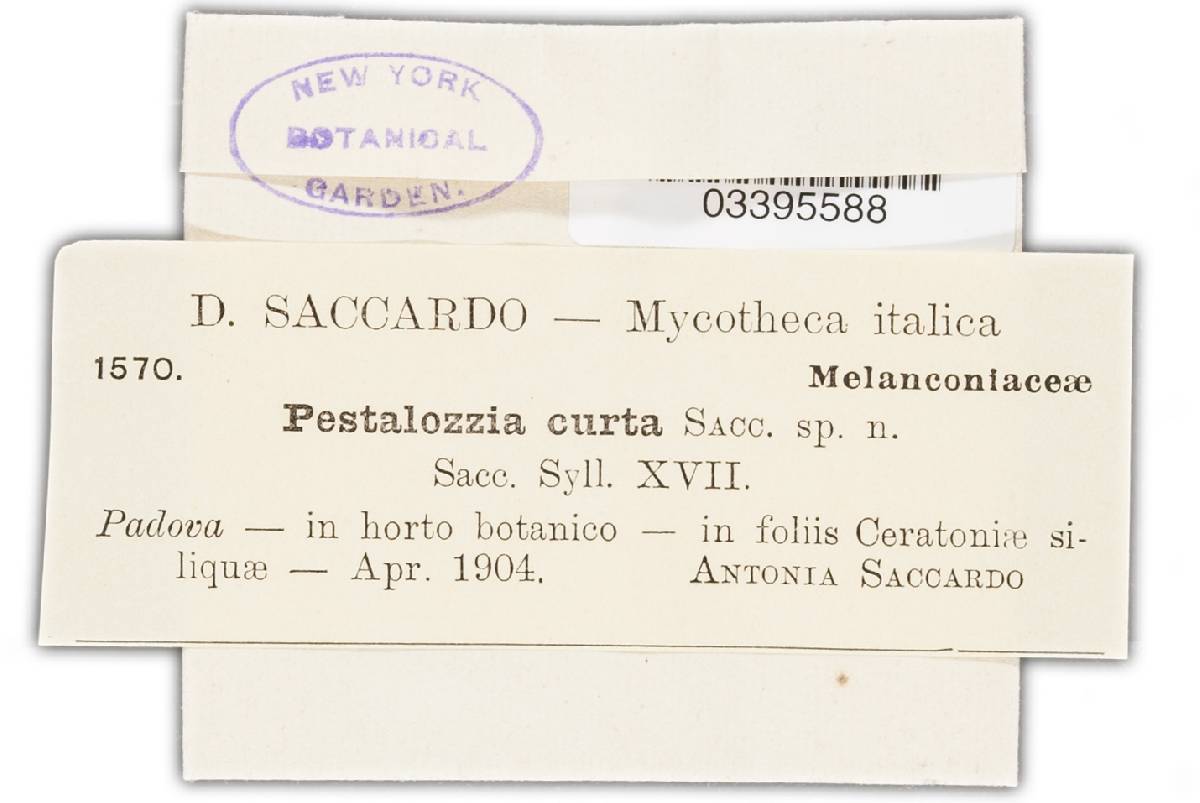 NEW YORK
BOTANICAL
GARDEN.
03395588
D. SACCARDO — Mycotheca italica
1570.
Melanconiaceæ
Pestalozzia curta SACC. sp. n.
Sacc. Syll. XVII.
Padova — in horto botanico — in foliis Ceratoniæ si-
liquæ — Apr. 1904. ANTONIA SACCARDO